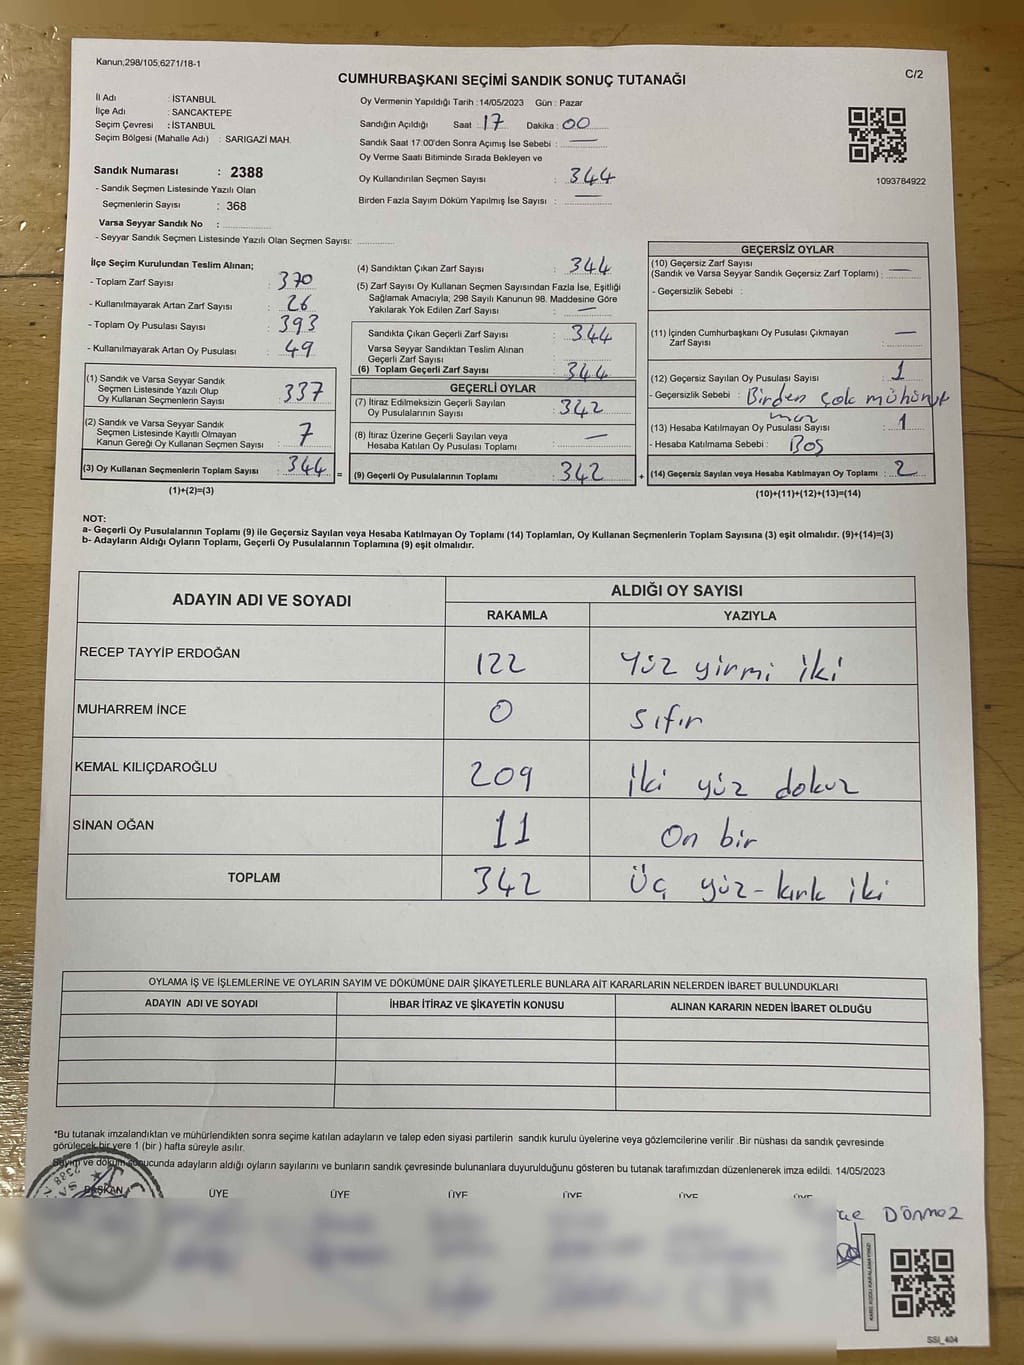 Kanun;298/105,6271/18-1
CUMHURBAŞKANI SEÇİMİ SANDIK SONUÇ TUTANAĞI
C/2
İl Adı : İSTANBUL
İlçe Adı : SANCAKTEPE
Seçim Çevresi : İSTANBUL
Seçim Bölgesi (Mahalle Adı) : SARIGAZİ MAH.
Sandık Numarası : 2388
- Sandık Seçmen Listesinde Yazılı Olan
Seçmenlerin Sayısı : 368
Varsa Seyyar Sandık No :
- Seyyar Sandık Seçmen Listesinde Yazılı Olan Seçmen Sayısı:
Oy Vermenin Yapıldığı Tarih : 14/05/2023 Gün : Pazar
Sandığın Açıldığı Saat : 17 Dakika : 00
Sandık Saat 17.00'den Sonra Açımış İse Sebebi : —
Oy Verme Saati Bitiminde Sırada Bekleyen ve
Oy Kullandırılan Seçmen Sayısı : 344
Birden Fazla Sayım Döküm Yapılmış İse Sayısı : —
1093784922
İlçe Seçim Kurulundan Teslim Alınan;
- Toplam Zarf Sayısı : 370
- Kullanılmayarak Artan Zarf Sayısı : 26
- Toplam Oy Pusulası Sayısı : 393
- Kullanılmayarak Artan Oy Pusulası : 49
(1) Sandık ve Varsa Seyyar Sandık
Seçmen Listesinde Yazılı Olup
Oy Kullanan Seçmenlerin Sayısı : 337
(2) Sandık ve Varsa Seyyar Sandık
Seçmen Listesinde Kayıtlı Olmayan
Kanun Gereği Oy Kullanan Seçmen Sayısı : 7
(3) Oy Kullanan Seçmenlerin Toplam Sayısı : 344 =
(1)+(2)=(3)
(4) Sandıktan Çıkan Zarf Sayısı : 344
(5) Zarf Sayısı Oy Kullanan Seçmen Sayısından Fazla İse, Eşitliği
Sağlamak Amacıyla, 298 Sayılı Kanunun 98. Maddesine Göre
Yakılarak Yok Edilen Zarf Sayısı : —
Sandıkta Çıkan Geçerli Zarf Sayısı : 344
Varsa Seyyar Sandıktan Teslim Alınan
Geçerli Zarf Sayısı :
(6) Toplam Geçerli Zarf Sayısı : 344
GEÇERLİ OYLAR
(7) İtiraz Edilmeksizin Geçerli Sayılan
Oy Pusulalarının Sayısı : 342
(8) İtiraz Üzerine Geçerli Sayılan veya
Hesaba Katılan Oy Pusulası Toplamı : —
(9) Geçerli Oy Pusulalarının Toplamı : 342 +
GEÇERSİZ OYLAR
(10) Geçersiz Zarf Sayısı
(Sandık ve Varsa Seyyar Sandık Geçersiz Zarf Toplamı) : —
- Geçersizlik Sebebi :
(11) İçinden Cumhurbaşkanı Oy Pusulası Çıkmayan
Zarf Sayısı : —
(12) Geçersiz Sayılan Oy Pusulası Sayısı : 1
- Geçersizlik Sebebi : Birden çok mühür
(13) Hesaba Katılmayan Oy Pusulası Sayısı : 1
- Hesaba Katılmama Sebebi : Boş
(14) Geçersiz Sayılan veya Hesaba Katılmayan Oy Toplamı : 2
(10)+(11)+(12)+(13)=(14)
NOT:
a- Geçerli Oy Pusulalarının Toplamı (9) ile Geçersiz Sayılan veya Hesaba Katılmayan Oy Toplamı (14) Toplamları, Oy Kullanan Seçmenlerin Toplam Sayısına (3) eşit olmalıdır. (9)+(14)=(3)
b- Adayların Aldığı Oyların Toplamı, Geçerli Oy Pusulalarının Toplamına (9) eşit olmalıdır.
ADAYIN ADI VE SOYADI
ALDIĞI OY SAYISI
RAKAMLA YAZIYLA
RECEP TAYYİP ERDOĞAN 122 Yüz yirmi iki
MUHARREM İNCE 0 sıfır
KEMAL KILIÇDAROĞLU 209 İki yüz dokuz
SİNAN OĞAN 11 On bir
TOPLAM 342 Üç yüz-kırk iki
OYLAMA İŞ VE İŞLEMLERİNE VE OYLARIN SAYIM VE DÖKÜMÜNE DAİR ŞİKAYETLERLE BUNLARA AİT KARARLARIN NELERDEN İBARET BULUNDUKLARI
ADAYIN ADI VE SOYADI İHBAR İTİRAZ VE ŞİKAYETİN KONUSU ALINAN KARARIN NEDEN İBARET OLDUĞU
*Bu tutanak imzalandıktan ve mühürlendikten sonra seçime katılan adayların ve talep eden siyasi partilerin sandık kurulu üyelerine veya gözlemcilerine verilir .Bir nüshası da sandık çevresinde
görülecek bir yere 1 (bir ) hafta süreyle asılır.
Sayım ve döküm sonucunda adayların aldığı oyların sayılarını ve bunların sandık çevresinde bulunanlara duyurulduğunu gösteren bu tutanak tarafımızdan düzenlenerek imza edildi. 14/05/2023
BAŞKAN ÜYE ÜYE ÜYE ÜYE ÜYE ÜYE
Dönmez
KARE KODU KARALAMAYINIZ!
SSI_404